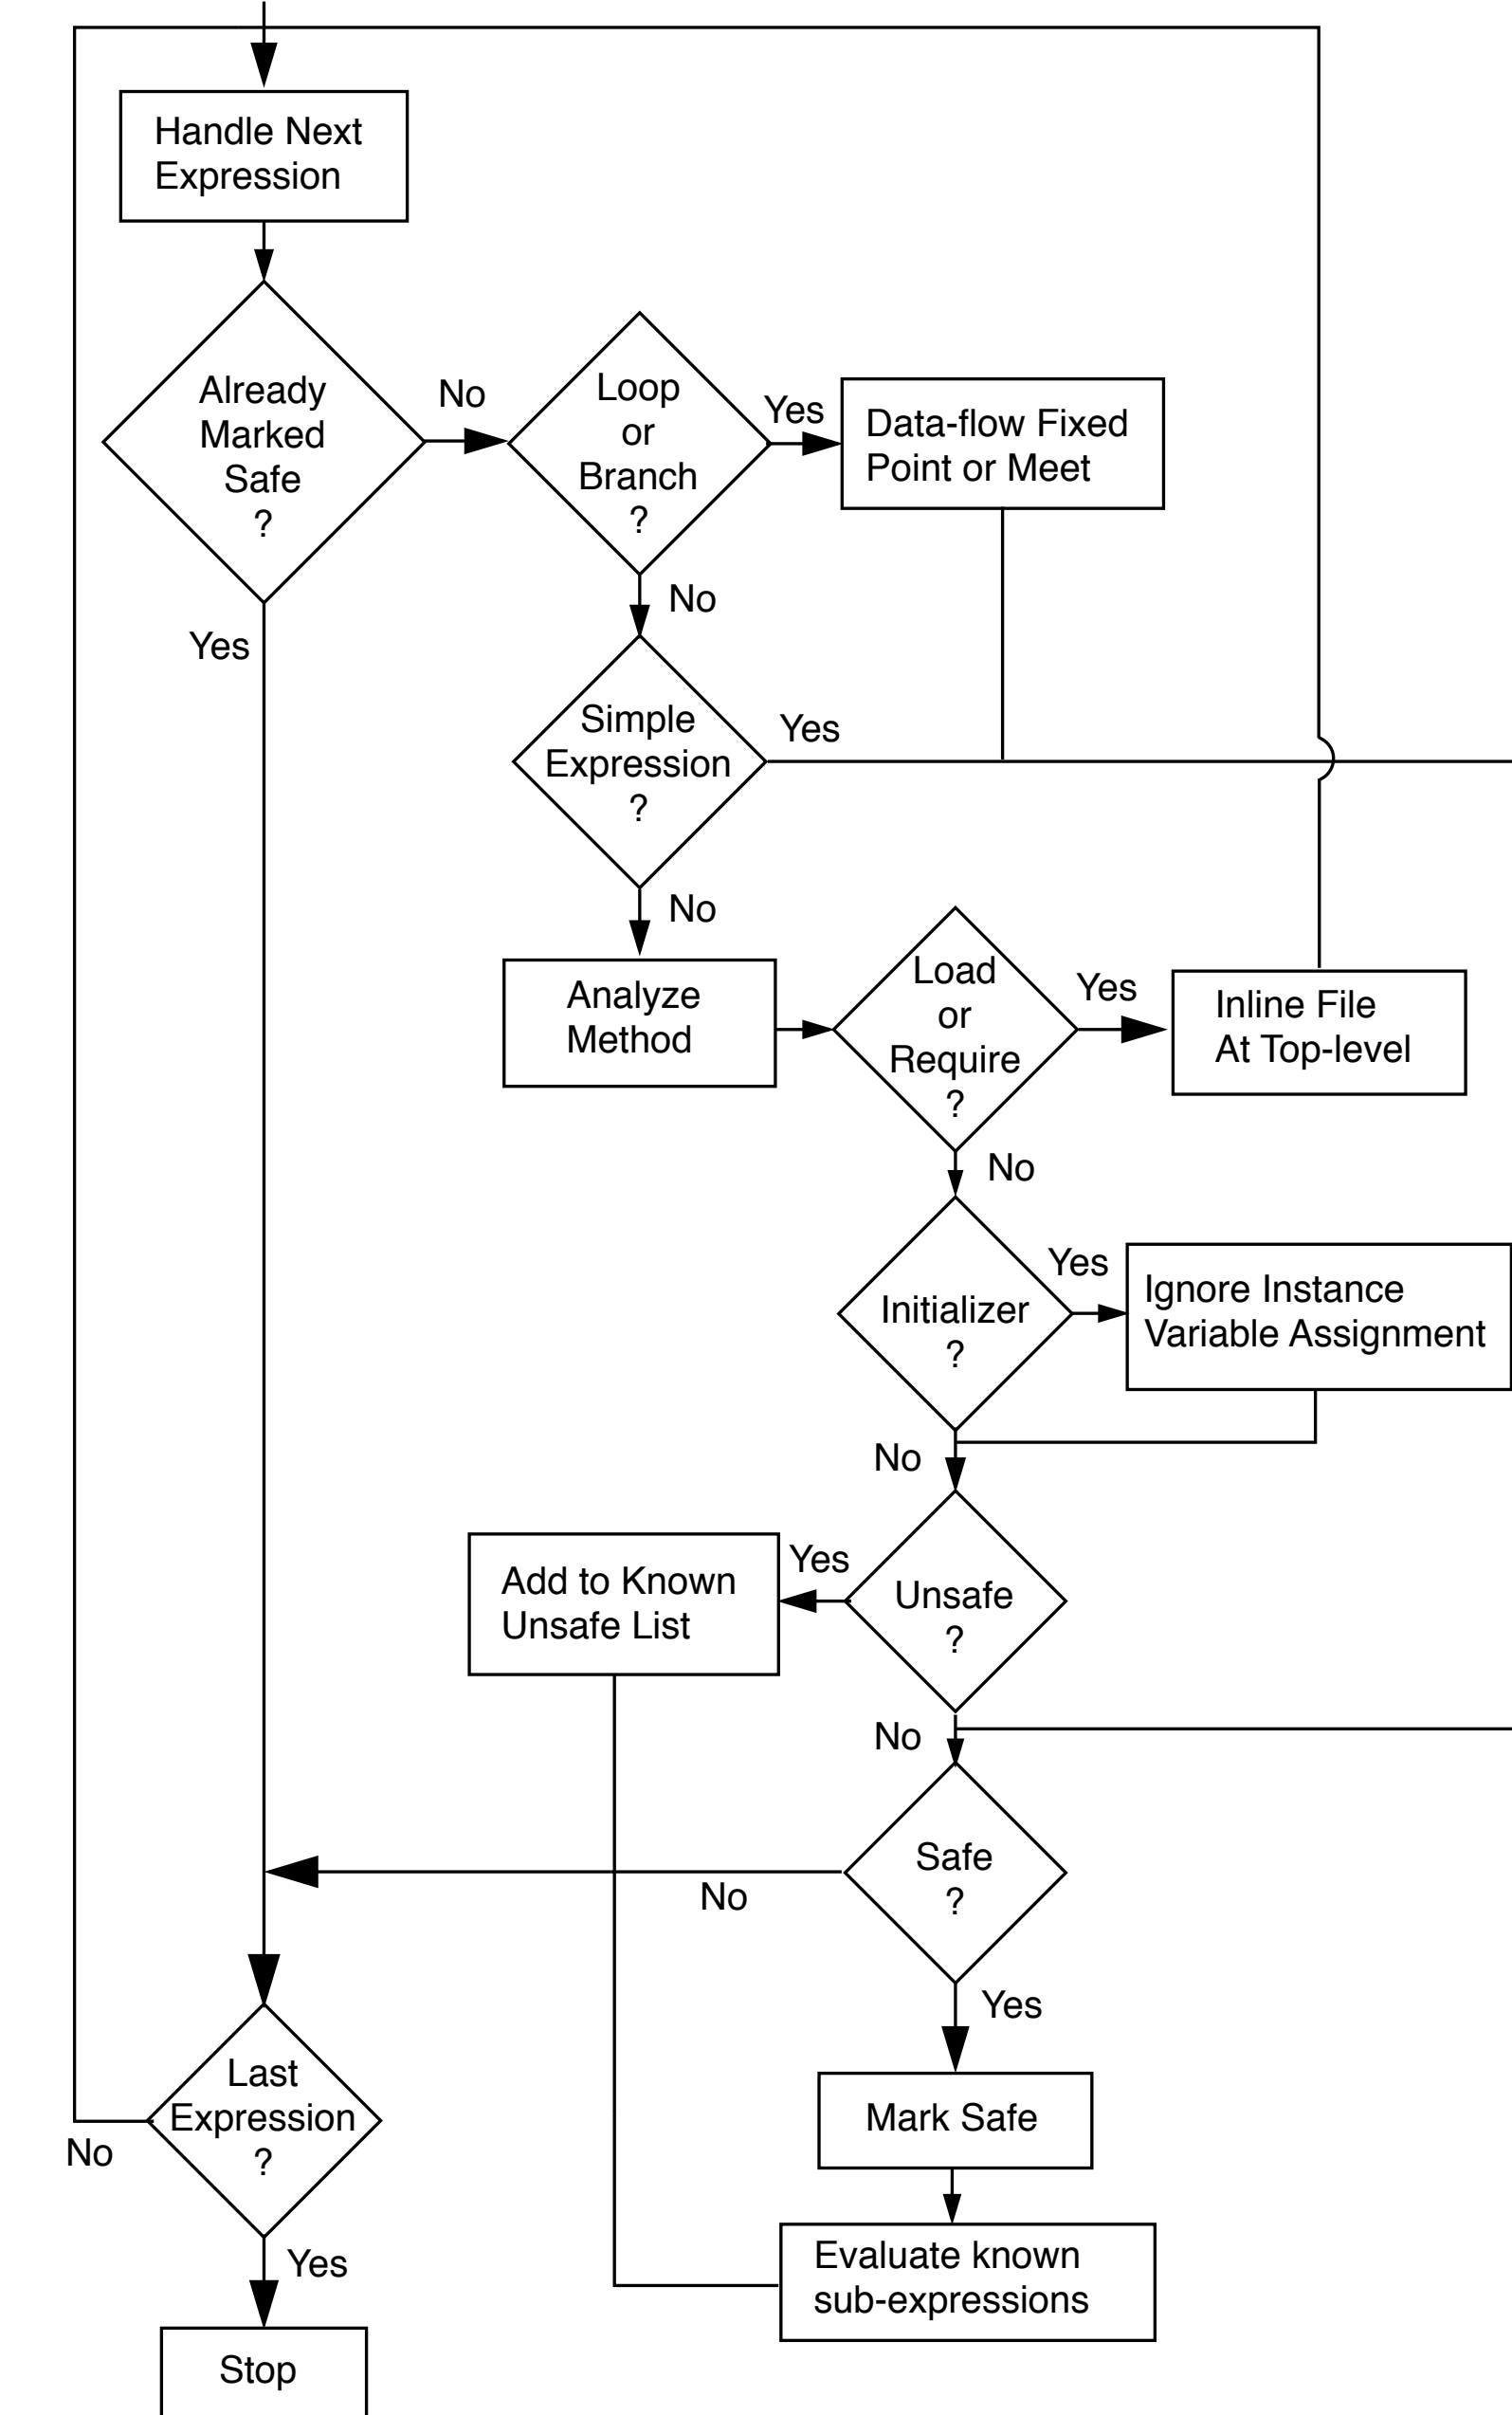 Handle Next
Expression
Already
Marked
Safe
?
No
Loop
or
Branch
?
Yes
Data-flow Fixed
Point or Meet
No
Yes
Simple
Expression
?
Yes
No
Analyze
Method
Load
or
Require
?
Yes
Inline File
At Top-level
No
Initializer
?
Yes
Ignore Instance
Variable Assignment
No
Unsafe
?
Yes
Add to Known
Unsafe List
No
Safe
?
No
Yes
Last
Expression
?
No
Mark Safe
Yes
Evaluate known
sub-expressions
Stop